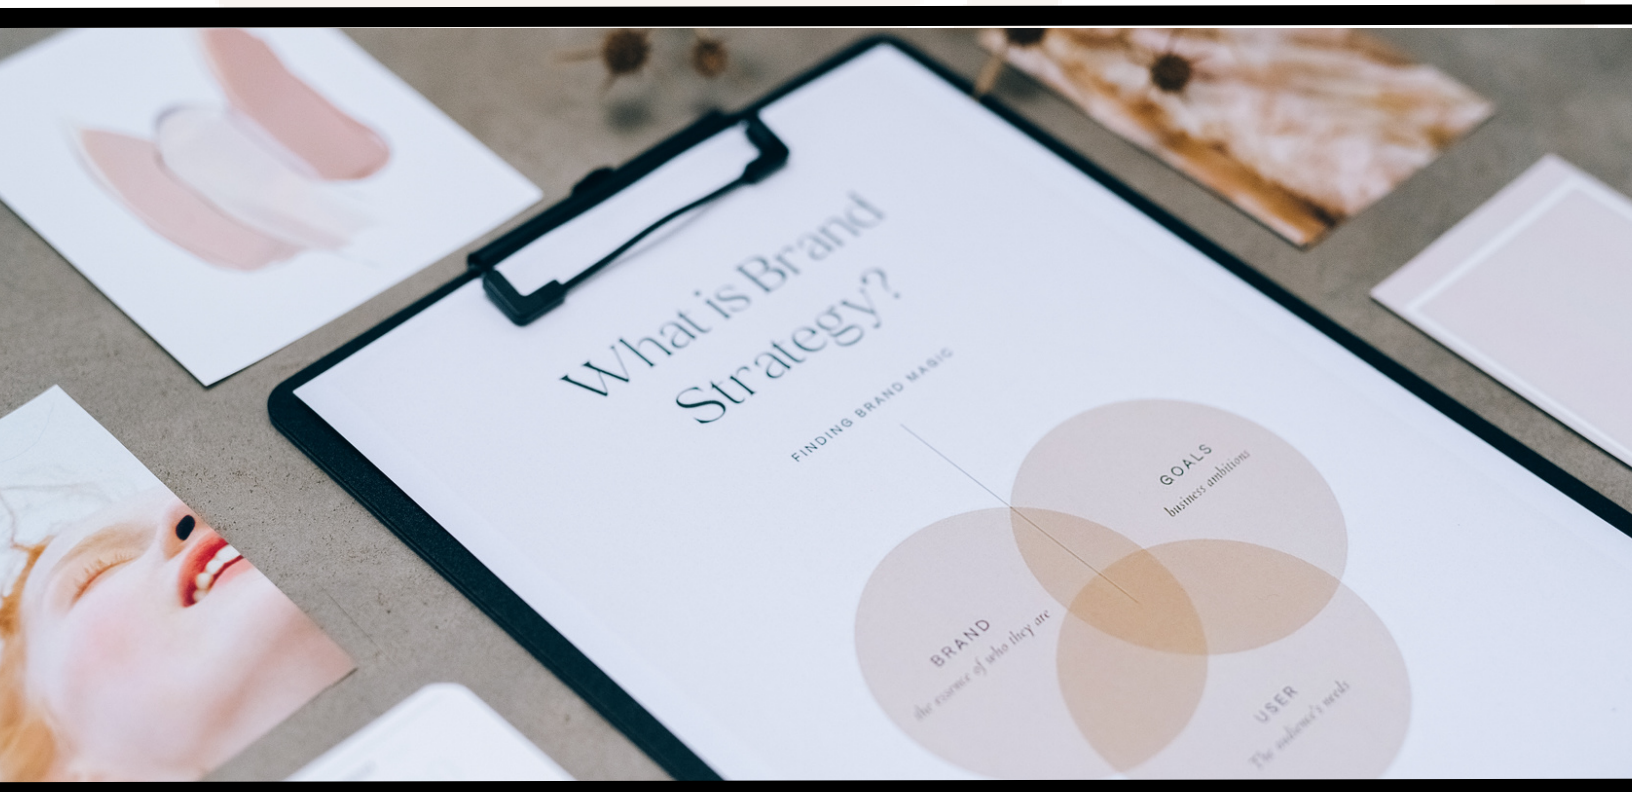 What is Brand
Strategy?
FINDING BRAND MAGIC
GOALS
business ambitions
BRAND
the essence of who they are
USER
The audience's needs